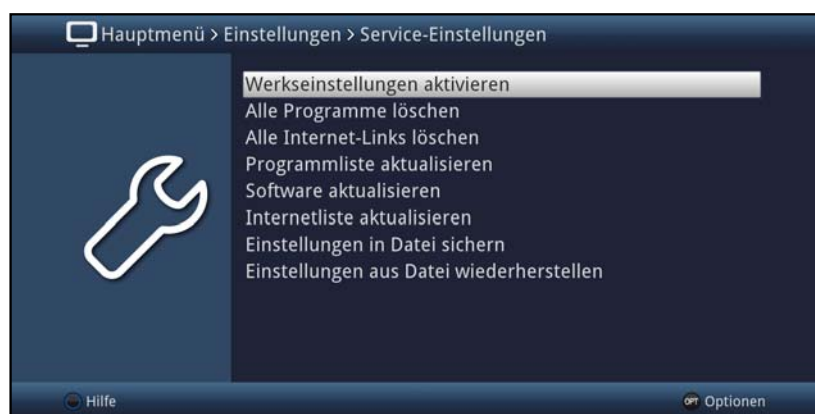 Hauptmenü > Einstellungen > Service-Einstellungen
Werkseinstellungen aktivieren
Alle Programme löschen
Alle Internet-Links löschen
Programmliste aktualisieren
Software aktualisieren
Internetliste aktualisieren
Einstellungen in Datei sichern
Einstellungen aus Datei wiederherstellen
Hilfe
OPT Optionen